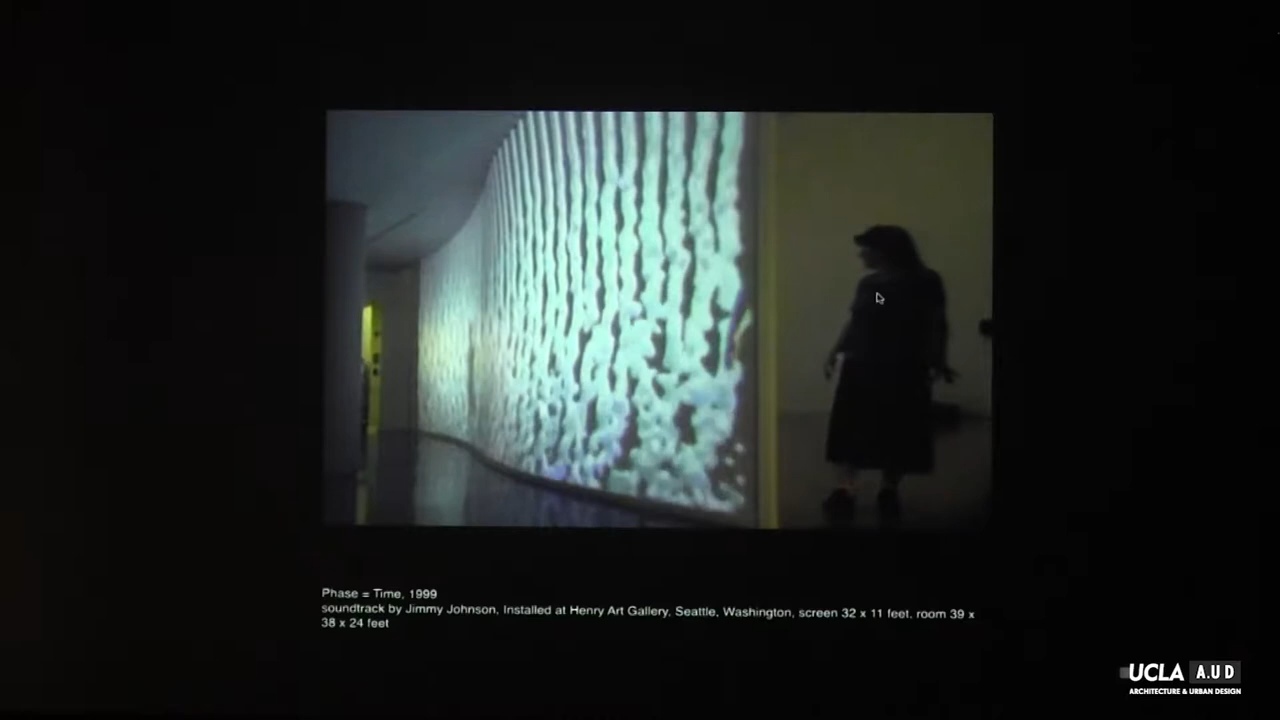 Phase = Time, 1999
soundtrack by Jimmy Johnson, Installed at Henry Art Gallery, Seattle, Washington, screen 32 x 11 feet, room 39 x
38 x 24 feet
UCLA A.U D
ARCHITECTURE & URBAN DESIGN